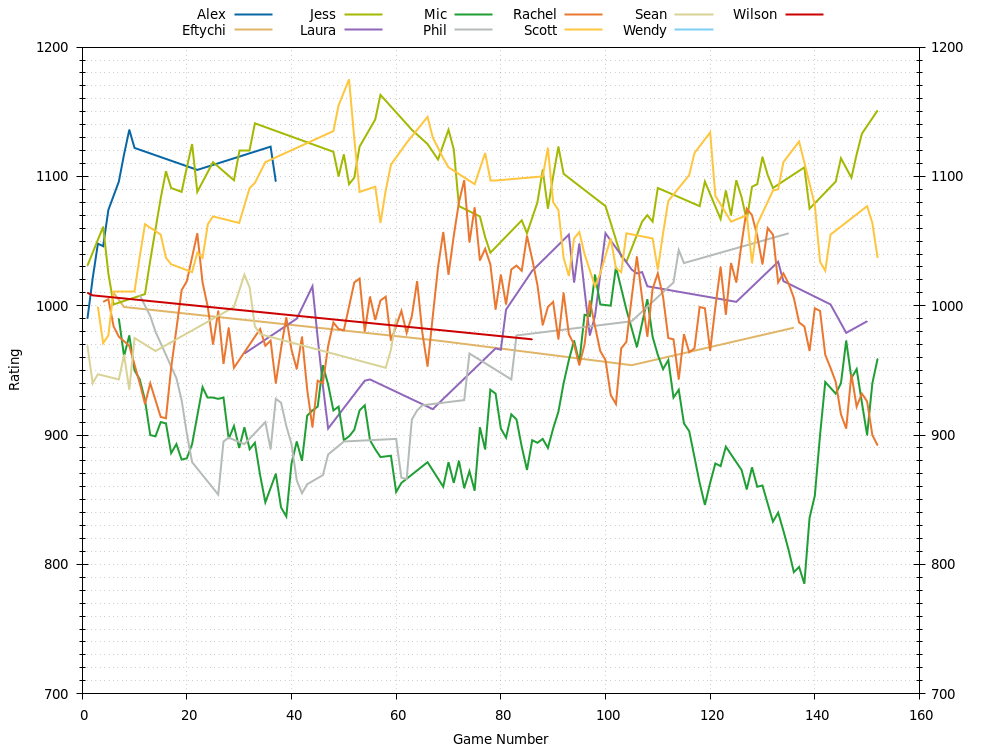 Alex Jess Mic Rachel Sean Wilson
Eftychi Laura Phil Scott Wendy
1200 1200
1100 1100
1000 1000
900 900
800 800
700 700
Rating
0 20 40 60 80 100 120 140 160
Game Number